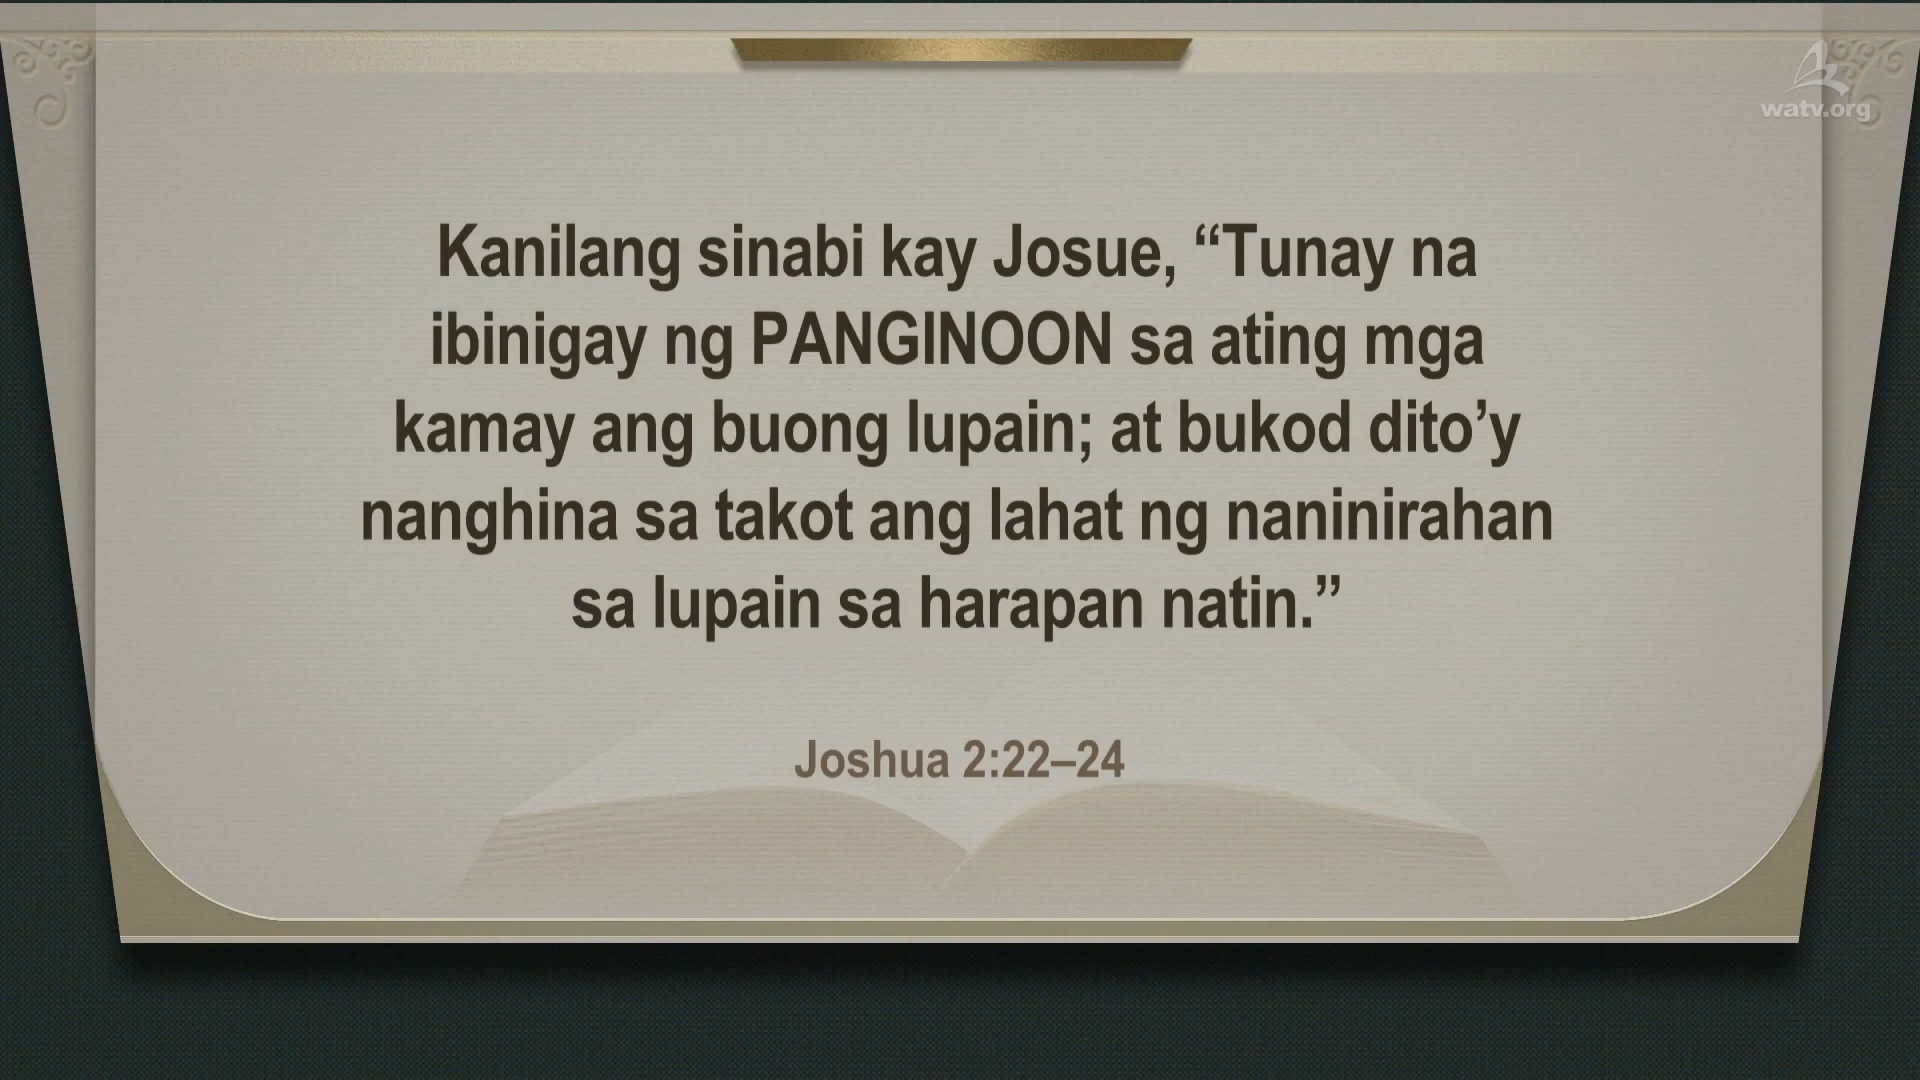 watv.org
Kanilang sinabi kay Josue, “Tunay na
ibinigay ng PANGINOON sa ating mga
kamay ang buong lupain; at bukod dito’y
nanghina sa takot ang lahat ng naninirahan
sa lupain sa harapan natin.”
Joshua 2:22–24